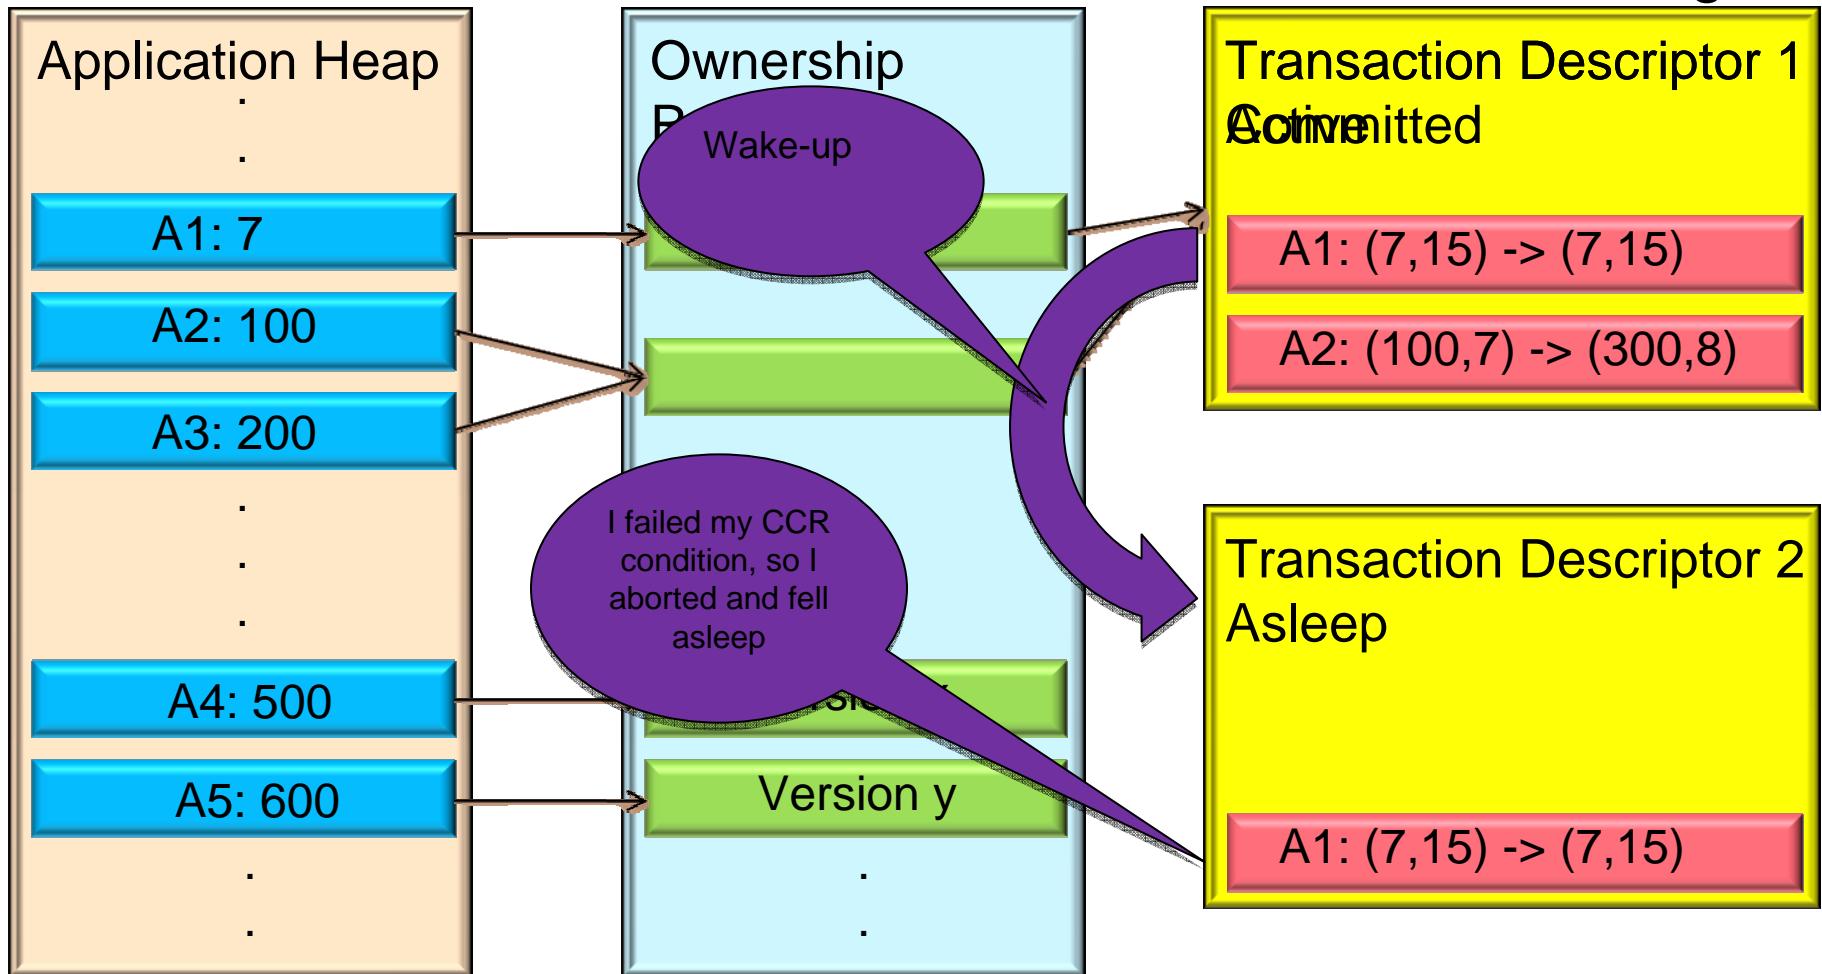 Application Heap
.
.
A1: 7
A2: 100
A3: 200
.
.
.
A4: 500
A5: 600
.
.
Ownership
Wake-up
I failed my CCR
condition, so I
aborted and fell
asleep
Version y
.
.
Transaction Descriptor 1
Active
Committed
A1: (7,15) -> (7,15)
A2: (100,7) -> (300,8)
Transaction Descriptor 2
Asleep
A1: (7,15) -> (7,15)